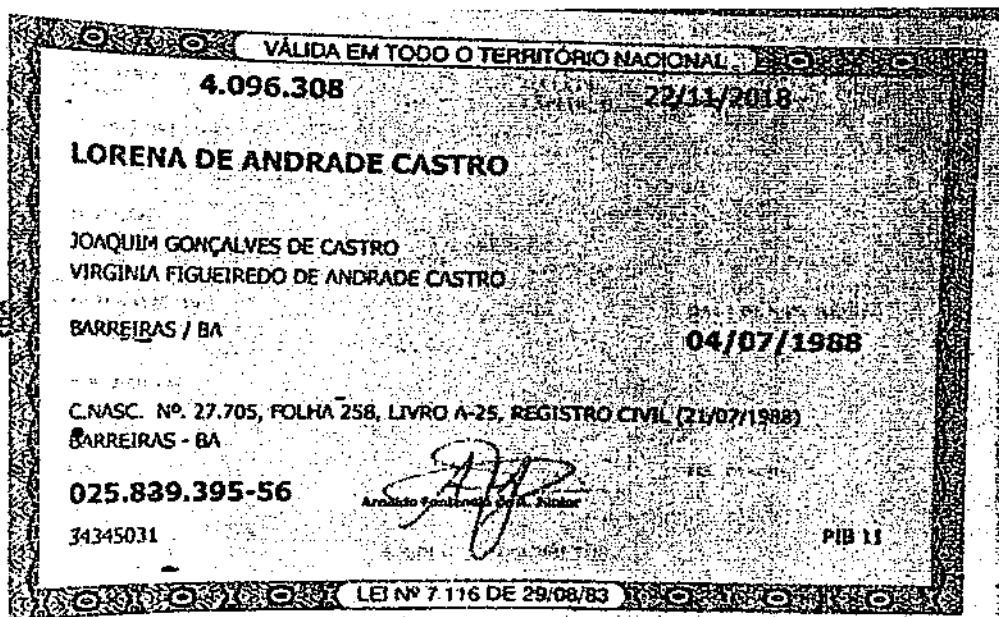 VÁLIDA EM TODO O TERRITÓRIO NACIONAL
4.096.308 22/11/2018
LORENA DE ANDRADE CASTRO
JOAQUIM GONÇALVES DE CASTRO
VIRGINIA FIGUEIREDO DE ANDRADE CASTRO
BARREIRAS / BA
04/07/1988
C.NASC. Nº. 27.705, FOLHA 258, LIVRO A-25, REGISTRO CIVIL (21/07/1988)
BARREIRAS - BA
025.839.395-56
34345031
PIB 11
LEI Nº 7.116 DE 29/08/83